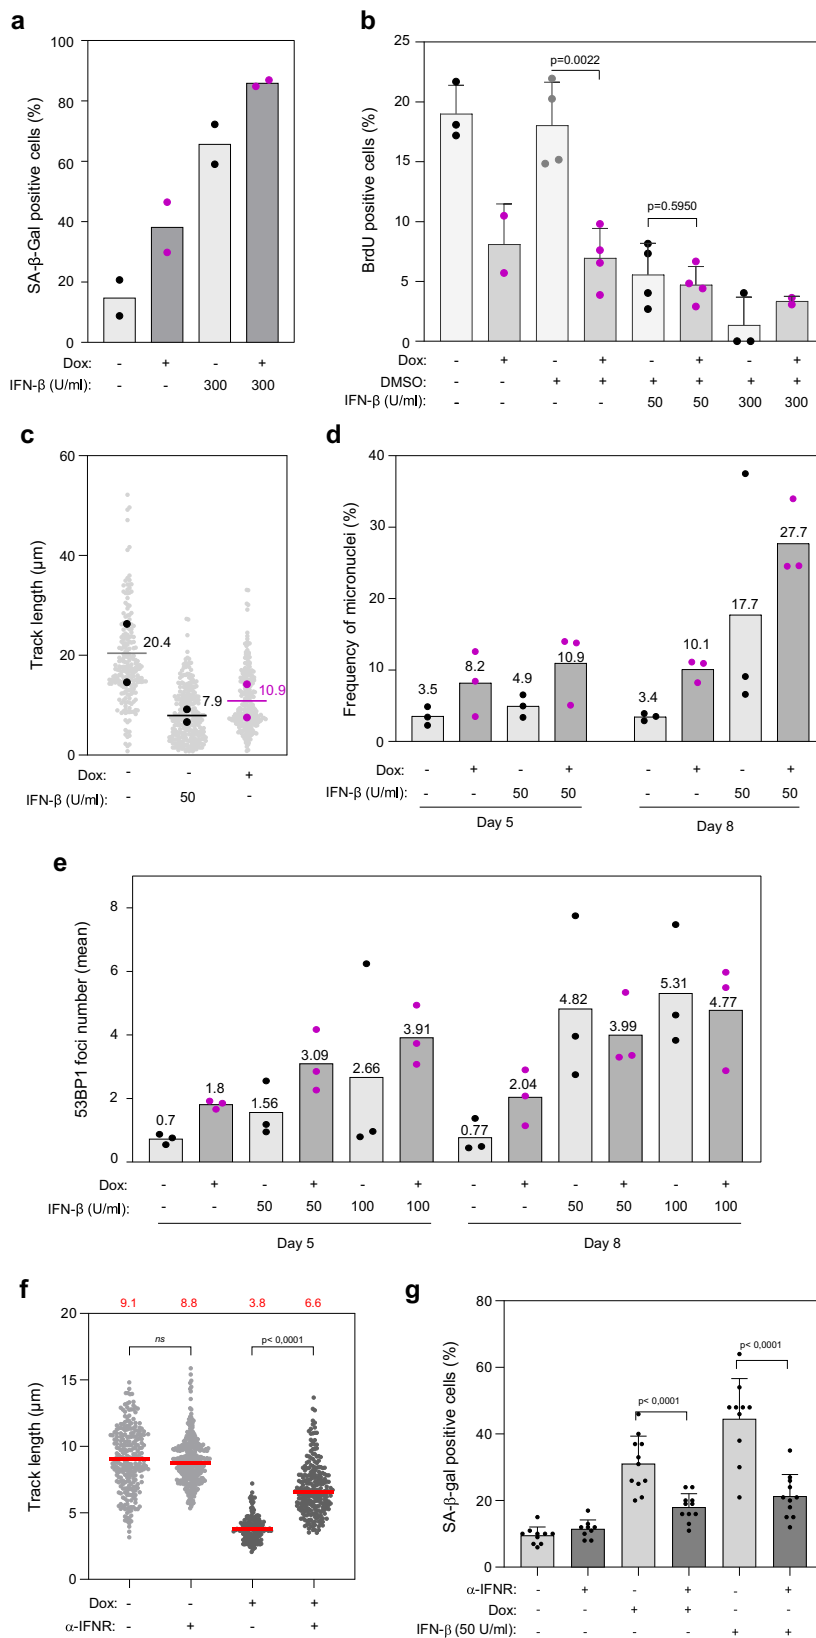 a
SA-β-Gal positive cells (%)
100
80
60
40
20
0
Dox: - + - +
IFN-β (U/ml): - - 300 300
b
BrdU positive cells (%)
25
20
15
10
5
0
p=0.0022
p=0.5950
Dox: - + - + - + - +
DMSO: - - + + + + + +
IFN-β (U/ml): - - - - 50 50 300 300
c
Track length (μm)
60
40
20
0
20.4
7.9
10.9
Dox: - - +
IFN-β (U/ml): - 50 -
d
Frequency of micronuclei (%)
40
30
20
10
0
3.5 8.2 4.9 10.9 3.4 10.1 17.7 27.7
Dox: - + - + - + - +
IFN-β (U/ml): - - 50 50 - - 50 50
Day 5 Day 8
e
53BP1 foci number (mean)
8
6
4
2
0
0.7 1.8 1.56 3.09 2.66 3.91 0.77 2.04 4.82 3.99 5.31 4.77
Dox: - + - + - + - + - + - +
IFN-β (U/ml): - - 50 50 100 100 - - 50 50 100 100
Day 5 Day 8
f
9.1 8.8 3.8 6.6
Track length (μm)
20
15
10
5
0
ns
p< 0,0001
Dox: - - + +
α-IFNR: - + - +
g
SA-β-gal positive cells (%)
80
60
40
20
0
p< 0,0001
p< 0,0001
α-IFNR: - + - + - +
Dox: - - + + - -
IFN-β (50 U/ml) - - - - + +